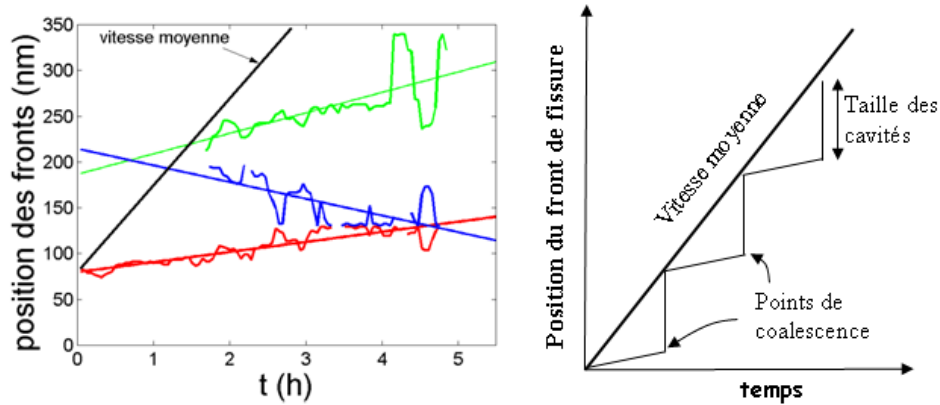 350
300
250
200
150
100
50
0
position des fronts (nm)
vitesse moyenne
0 1 2 3 4 5
t (h)
Position du front de fissure
Vitesse moyenne
Taille des
cavités
Points de
coalescence
temps